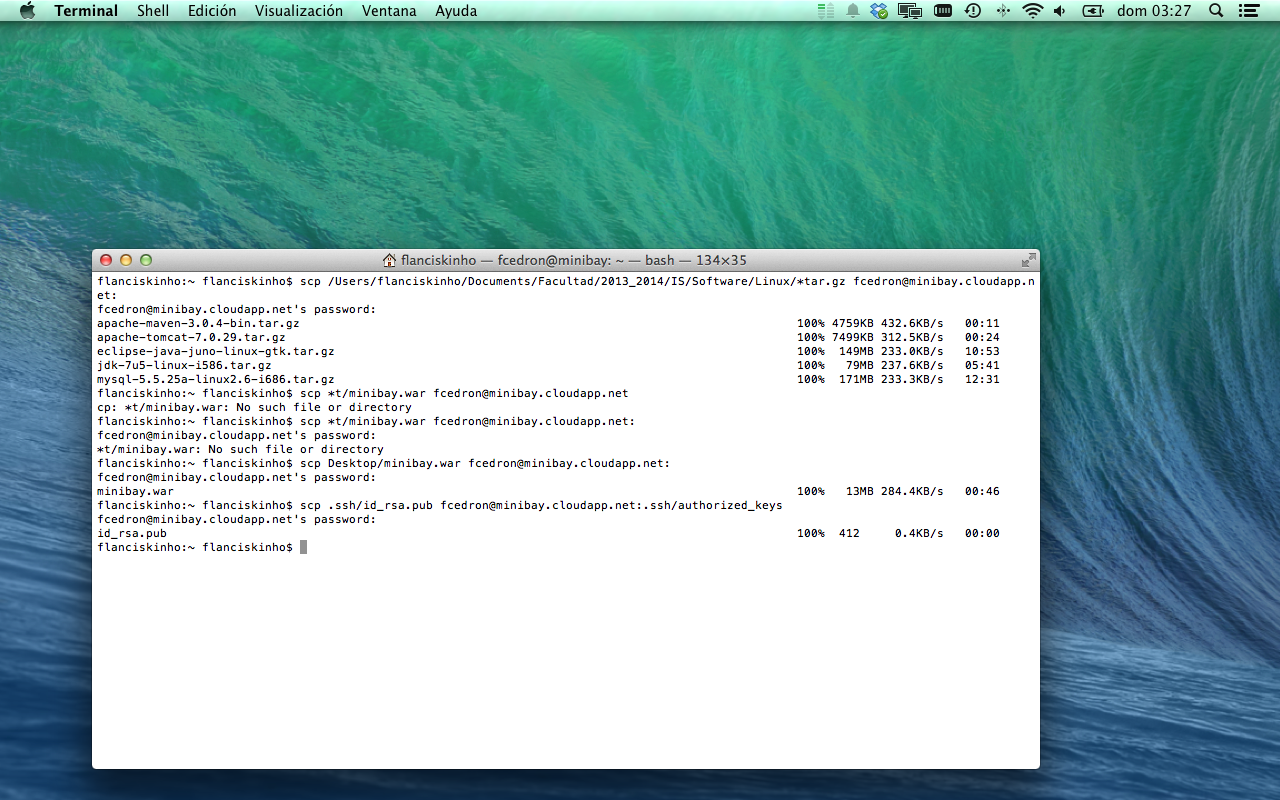 Terminal Shell Edición Visualización Ventana Ayuda dom 03:27
flanciskinho — fcedron@minibay: ~ — bash — 134×35
flanciskinho:~ flanciskinho$ scp /Users/flanciskinho/Documents/Facultad/2013_2014/IS/Software/Linux/*tar.gz fcedron@minibay.cloudapp.n
et:
fcedron@minibay.cloudapp.net's password:
apache-maven-3.0.4-bin.tar.gz 100% 4759KB 432.6KB/s 00:11
apache-tomcat-7.0.29.tar.gz 100% 7499KB 312.5KB/s 00:24
eclipse-java-juno-linux-gtk.tar.gz 100% 149MB 233.0KB/s 10:53
jdk-7u5-linux-i586.tar.gz 100% 79MB 237.6KB/s 05:41
mysql-5.5.25a-linux2.6-i686.tar.gz 100% 171MB 233.3KB/s 12:31
flanciskinho:~ flanciskinho$ scp *t/minibay.war fcedron@minibay.cloudapp.net
cp: *t/minibay.war: No such file or directory
flanciskinho:~ flanciskinho$ scp *t/minibay.war fcedron@minibay.cloudapp.net:
fcedron@minibay.cloudapp.net's password:
*t/minibay.war: No such file or directory
flanciskinho:~ flanciskinho$ scp Desktop/minibay.war fcedron@minibay.cloudapp.net:
fcedron@minibay.cloudapp.net's password:
minibay.war 100% 13MB 284.4KB/s 00:46
flanciskinho:~ flanciskinho$ scp .ssh/id_rsa.pub fcedron@minibay.cloudapp.net:.ssh/authorized_keys
fcedron@minibay.cloudapp.net's password:
id_rsa.pub 100% 412 0.4KB/s 00:00
flanciskinho:~ flanciskinho$